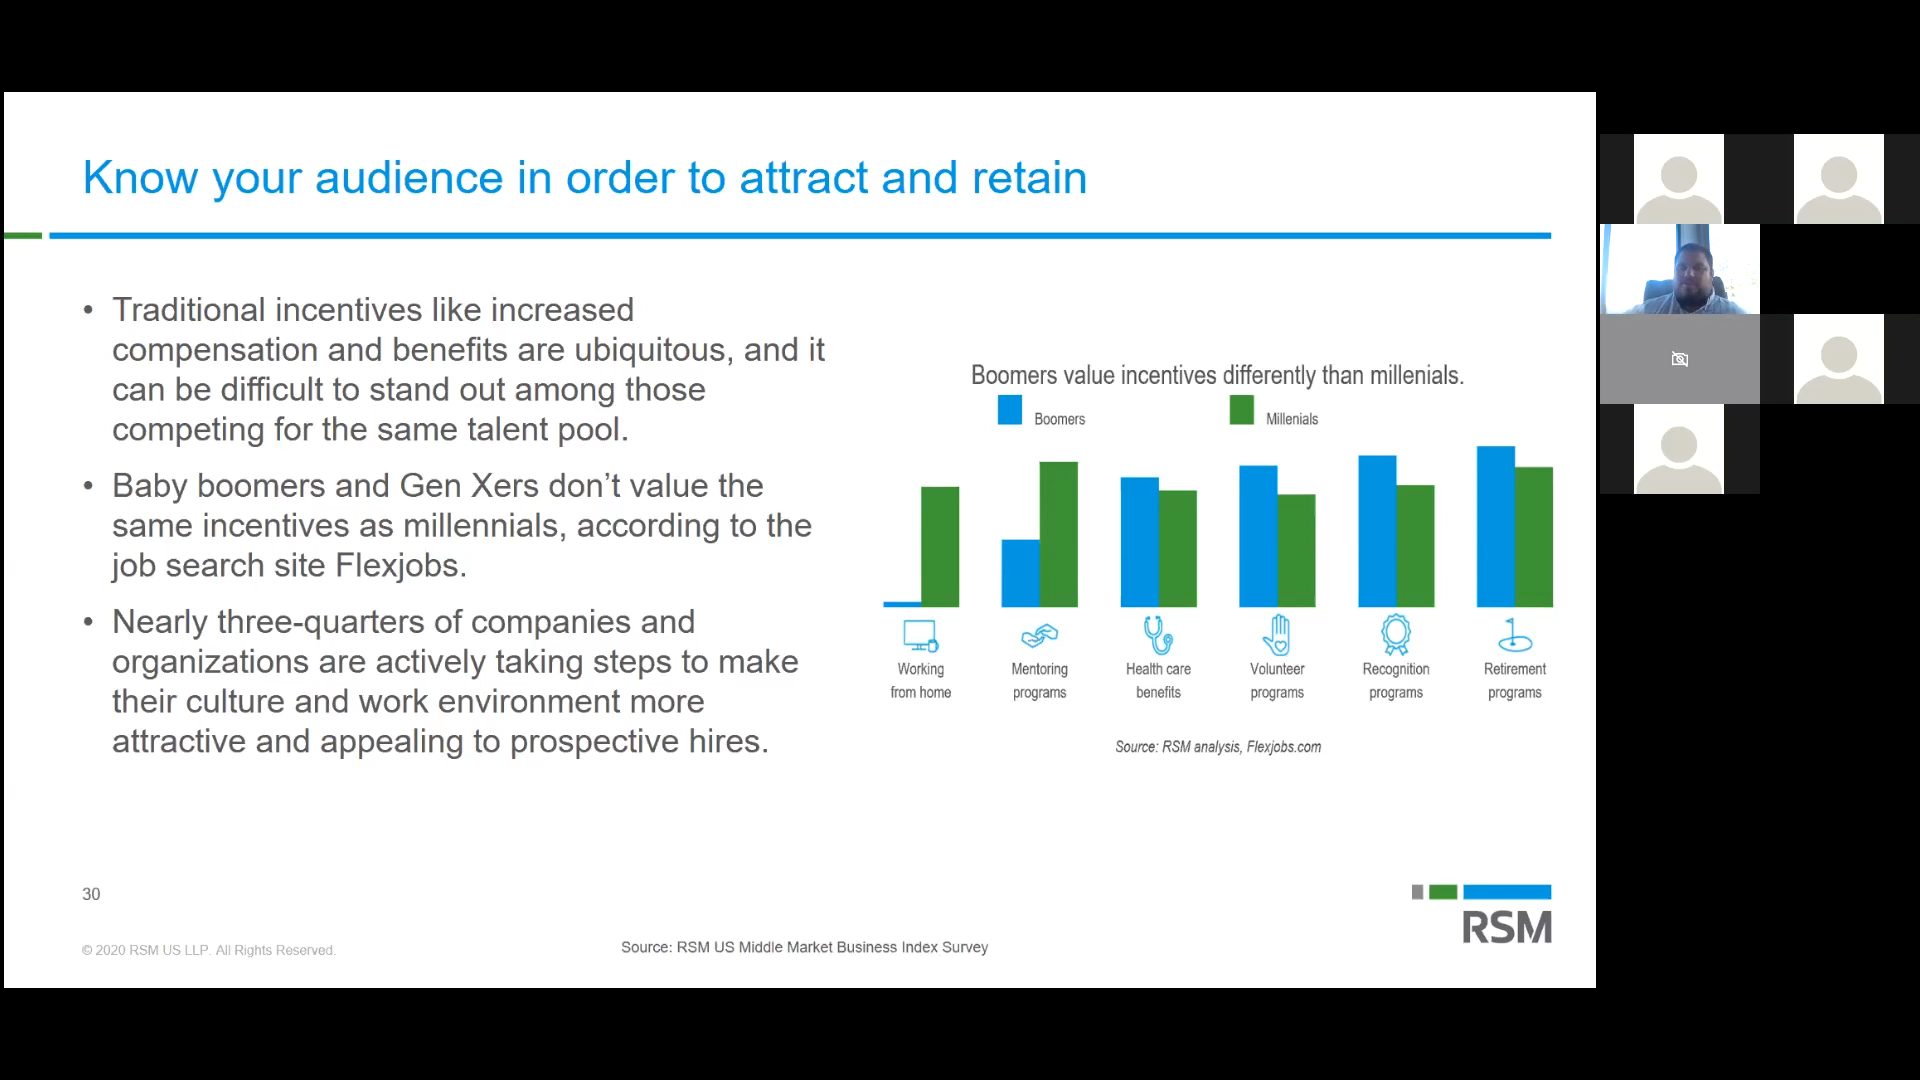 Know your audience in order to attract and retain
• Traditional incentives like increased
compensation and benefits are ubiquitous, and it
can be difficult to stand out among those
competing for the same talent pool.
• Baby boomers and Gen Xers don’t value the
same incentives as millennials, according to the
job search site Flexjobs.
• Nearly three-quarters of companies and
organizations are actively taking steps to make
their culture and work environment more
attractive and appealing to prospective hires.
Boomers value incentives differently than millenials.
Boomers
Millenials
Working
from home
Mentoring
programs
Health care
benefits
Volunteer
programs
Recognition
programs
Retirement
programs
Source: RSM analysis, Flexjobs.com
30
© 2020 RSM US LLP. All Rights Reserved.
Source: RSM US Middle Market Business Index Survey
RSM